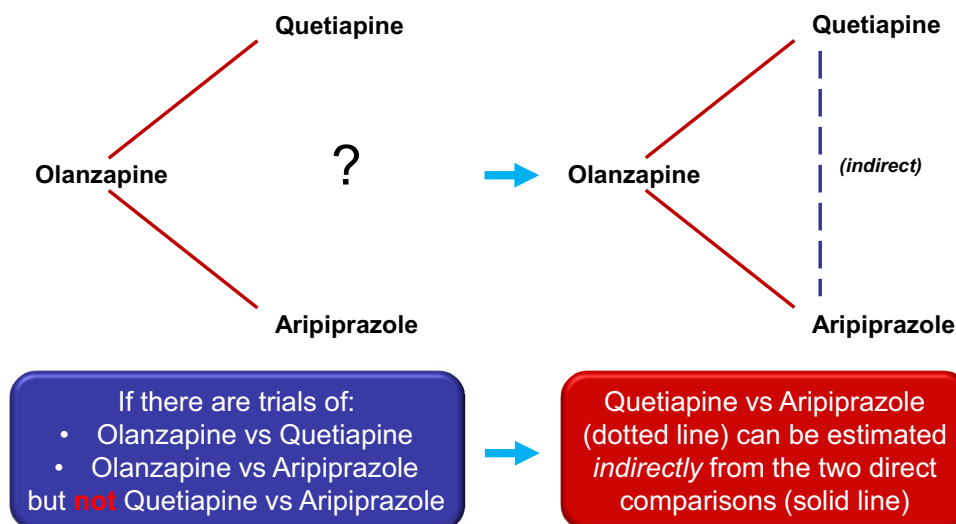 Quetiapine
Olanzapine
?
Aripiprazole
Quetiapine
Olanzapine
(indirect)
Aripiprazole
If there are trials of:
• Olanzapine vs Quetiapine
• Olanzapine vs Aripiprazole
but not Quetiapine vs Aripiprazole
Quetiapine vs Aripiprazole
(dotted line) can be estimated
indirectly from the two direct
comparisons (solid line)